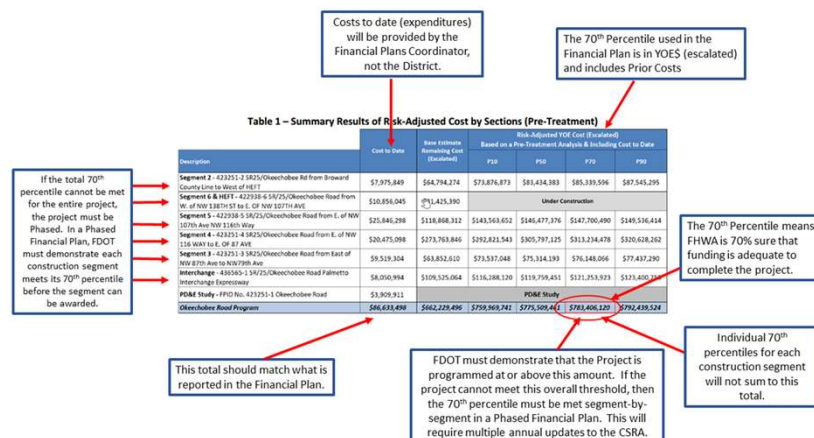 Costs to date (expenditures)
will be provided by the
Financial Plans Coordinator,
not the District.
The 70th Percentile used in the
Financial Plan is in YOE$ (escalated)
and includes Prior Costs
Table 1 – Summary Results of Risk-Adjusted Cost by Sections (Pre-Treatment)
Description
Cost to Date
Base Estimate
Remaining Cost
(Escalated)
Risk-Adjusted YOE Cost (Escalated)
Based on a Pre-Treatment Analysis & Including Cost to Date
P10 P50 P70 P90
Segment 2 - 423251-2 SR25/Okeechobee Rd from Broward
County Line to West of HEFT
$7,975,849 $64,794,274 $73,876,873 $83,434,383 $85,339,596 $87,545,295
Segment 6 & HEFT - 422938-6 SR/25/Okeechobee Road from
W. of NW 138TH ST to E. OF NW 107TH AVE
$10,856,045 1,425,390 Under Construction
Segment 5 - 422938-5 SR/25/Okeechobee Road from E. of NW
107th Ave NW 116th Way
$25,846,298 $118,868,312 $143,563,652 $146,477,376 $147,700,490 $149,516,414
Segment 4 - 423251-4 SR/25/Okeechobee Road from E. of NW
116 WAY to E. OF 87 AVE
$20,475,098 $273,763,846 $292,821,543 $305,797,125 $313,234,478 $320,628,262
Segment 3 - 423251-3 SR/25/Okeechobee Road from East of
NW 87th Ave to NW79th Ave
$9,519,304 $63,852,610 $73,537,048 $75,314,193 $76,148,066 $77,437,290
Interchange - 436565-1 SR/25/Okeechobee Road Palmetto
Interchange Expressway
$8,050,994 $109,525,064 $116,288,120 $119,759,451 $121,253,923
PD&E Study - FPID No. 423251-1 Okeechobee Road
$3,909,911 PD&E Study
Okeechobee Road Program $86,633,498 $662,229,496 $759,969,741 $775,509,441 $783,406,120 $792,439,524
If the total 70th
percentile cannot be met
for the entire project,
the project must be
Phased. In a Phased
Financial Plan, FDOT
must demonstrate each
construction segment
meets its 70th percentile
before the segment can
be awarded.
The 70th Percentile means
FHWA is 70% sure that
funding is adequate to
complete the project.
Individual 70th
percentiles for each
construction segment
will not sum to this
total.
This total should match what is
reported in the Financial Plan.
FDOT must demonstrate that the Project is
programmed at or above this amount. If the
project cannot meet this overall threshold, then
the 70th percentile must be met segment-by-
segment in a Phased Financial Plan. This will
require multiple annual updates to the CSRA.